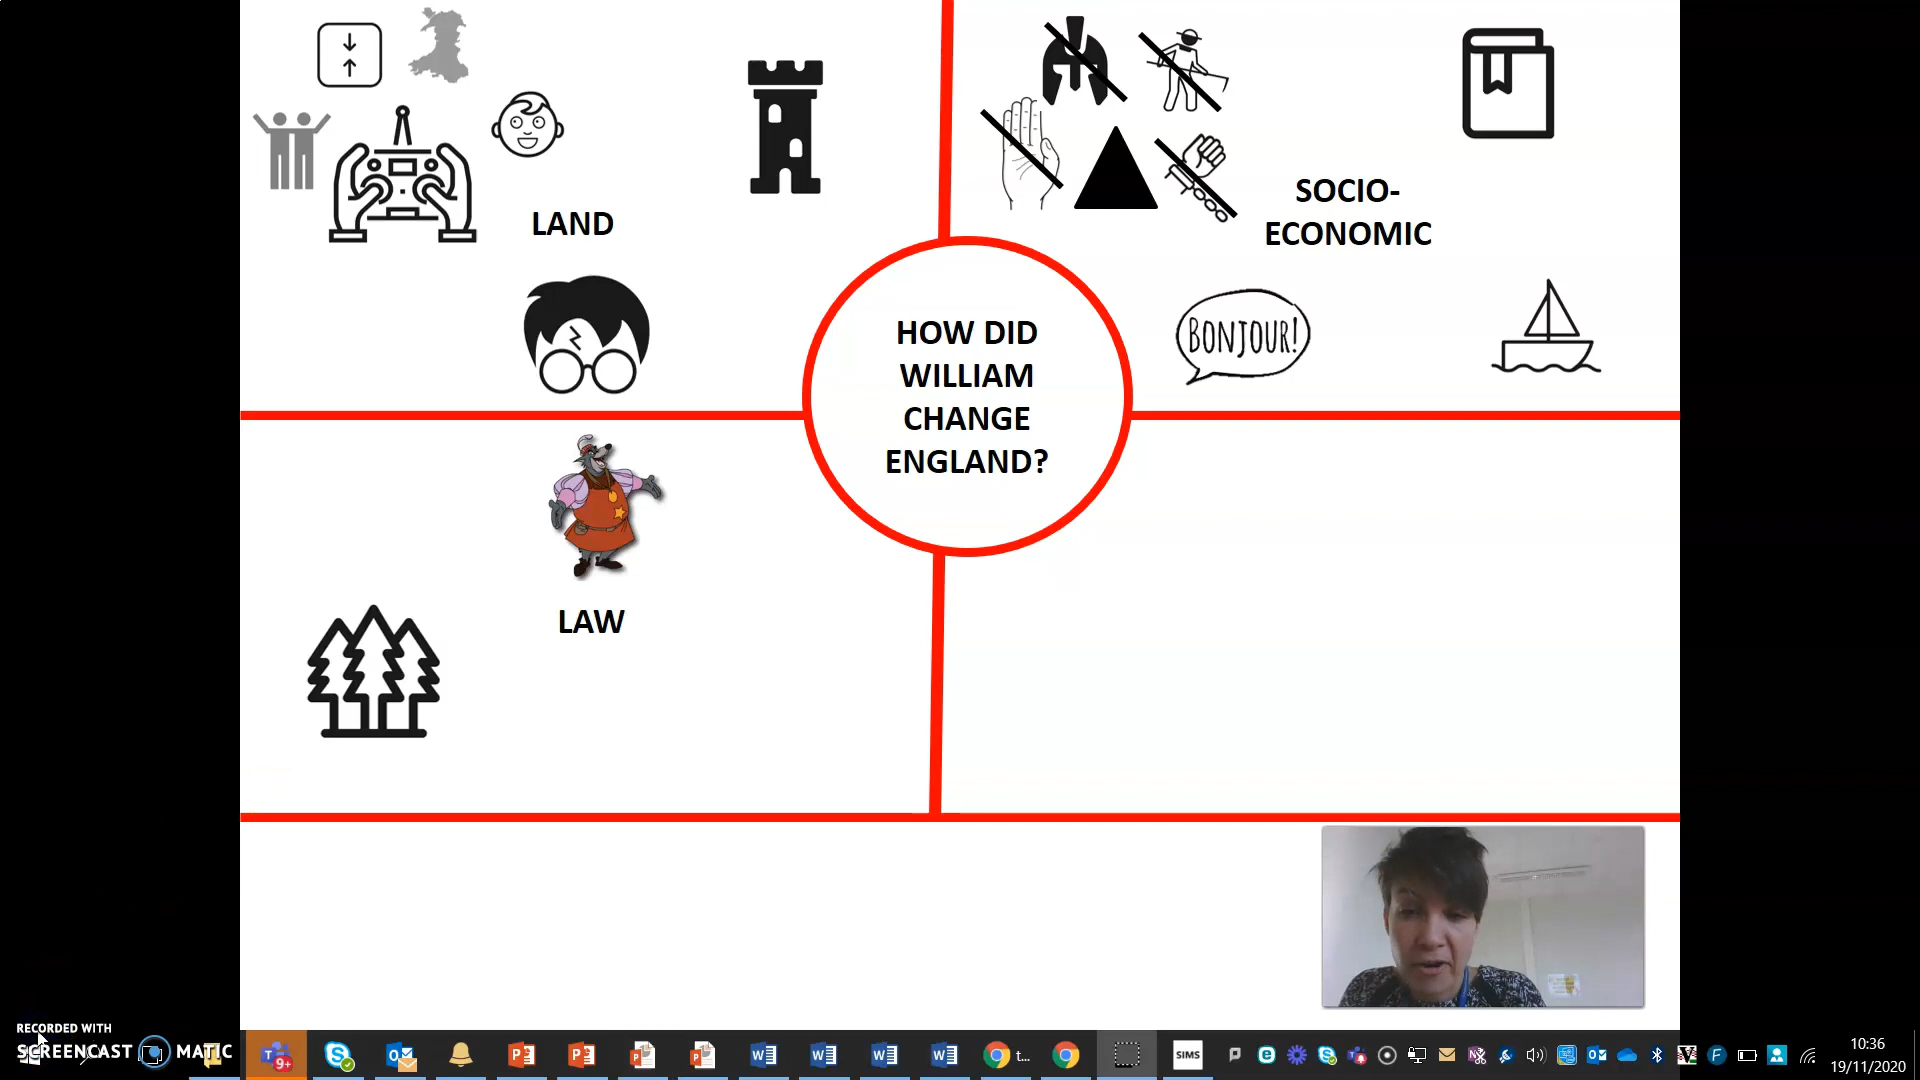 LAND
SOCIO-
ECONOMIC
HOW DID
WILLIAM
CHANGE
ENGLAND?
BONJOUR!
LAW
RECORDED WITH
SCREENCAST MATIC
9+
t...
SIMS
10:36
19/11/2020